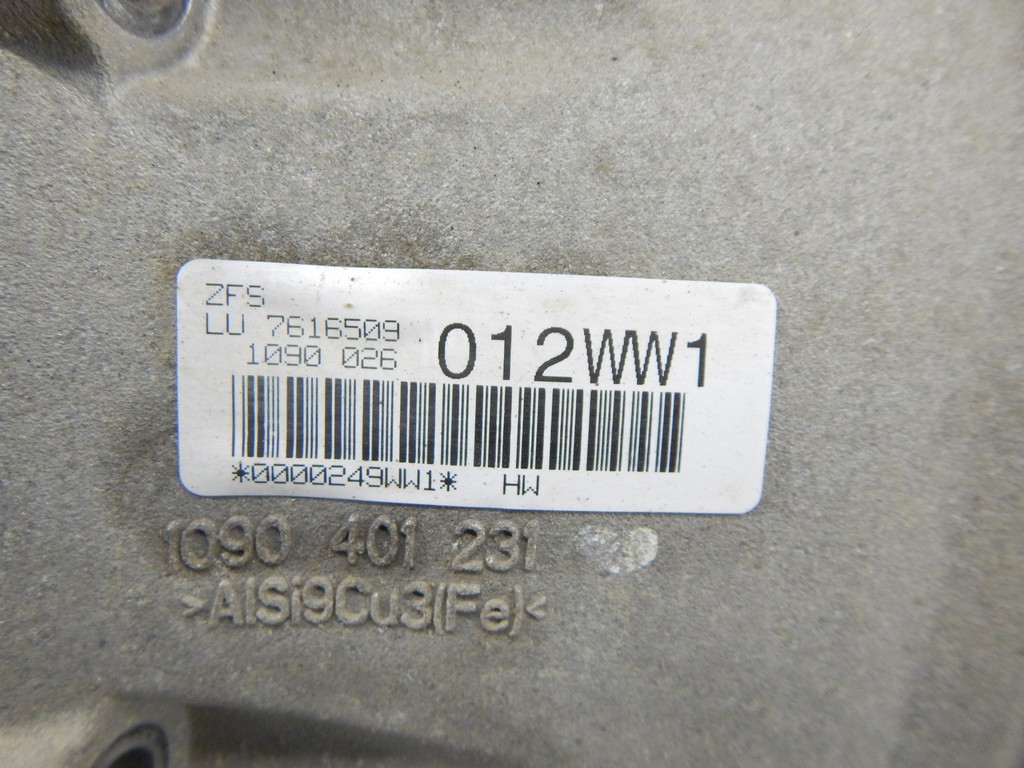 ZFS
LU 7616509
1090 026
012WW1
*0000249WW1* HW
1090 401 231
>AlSi9Cu3(Fe)<